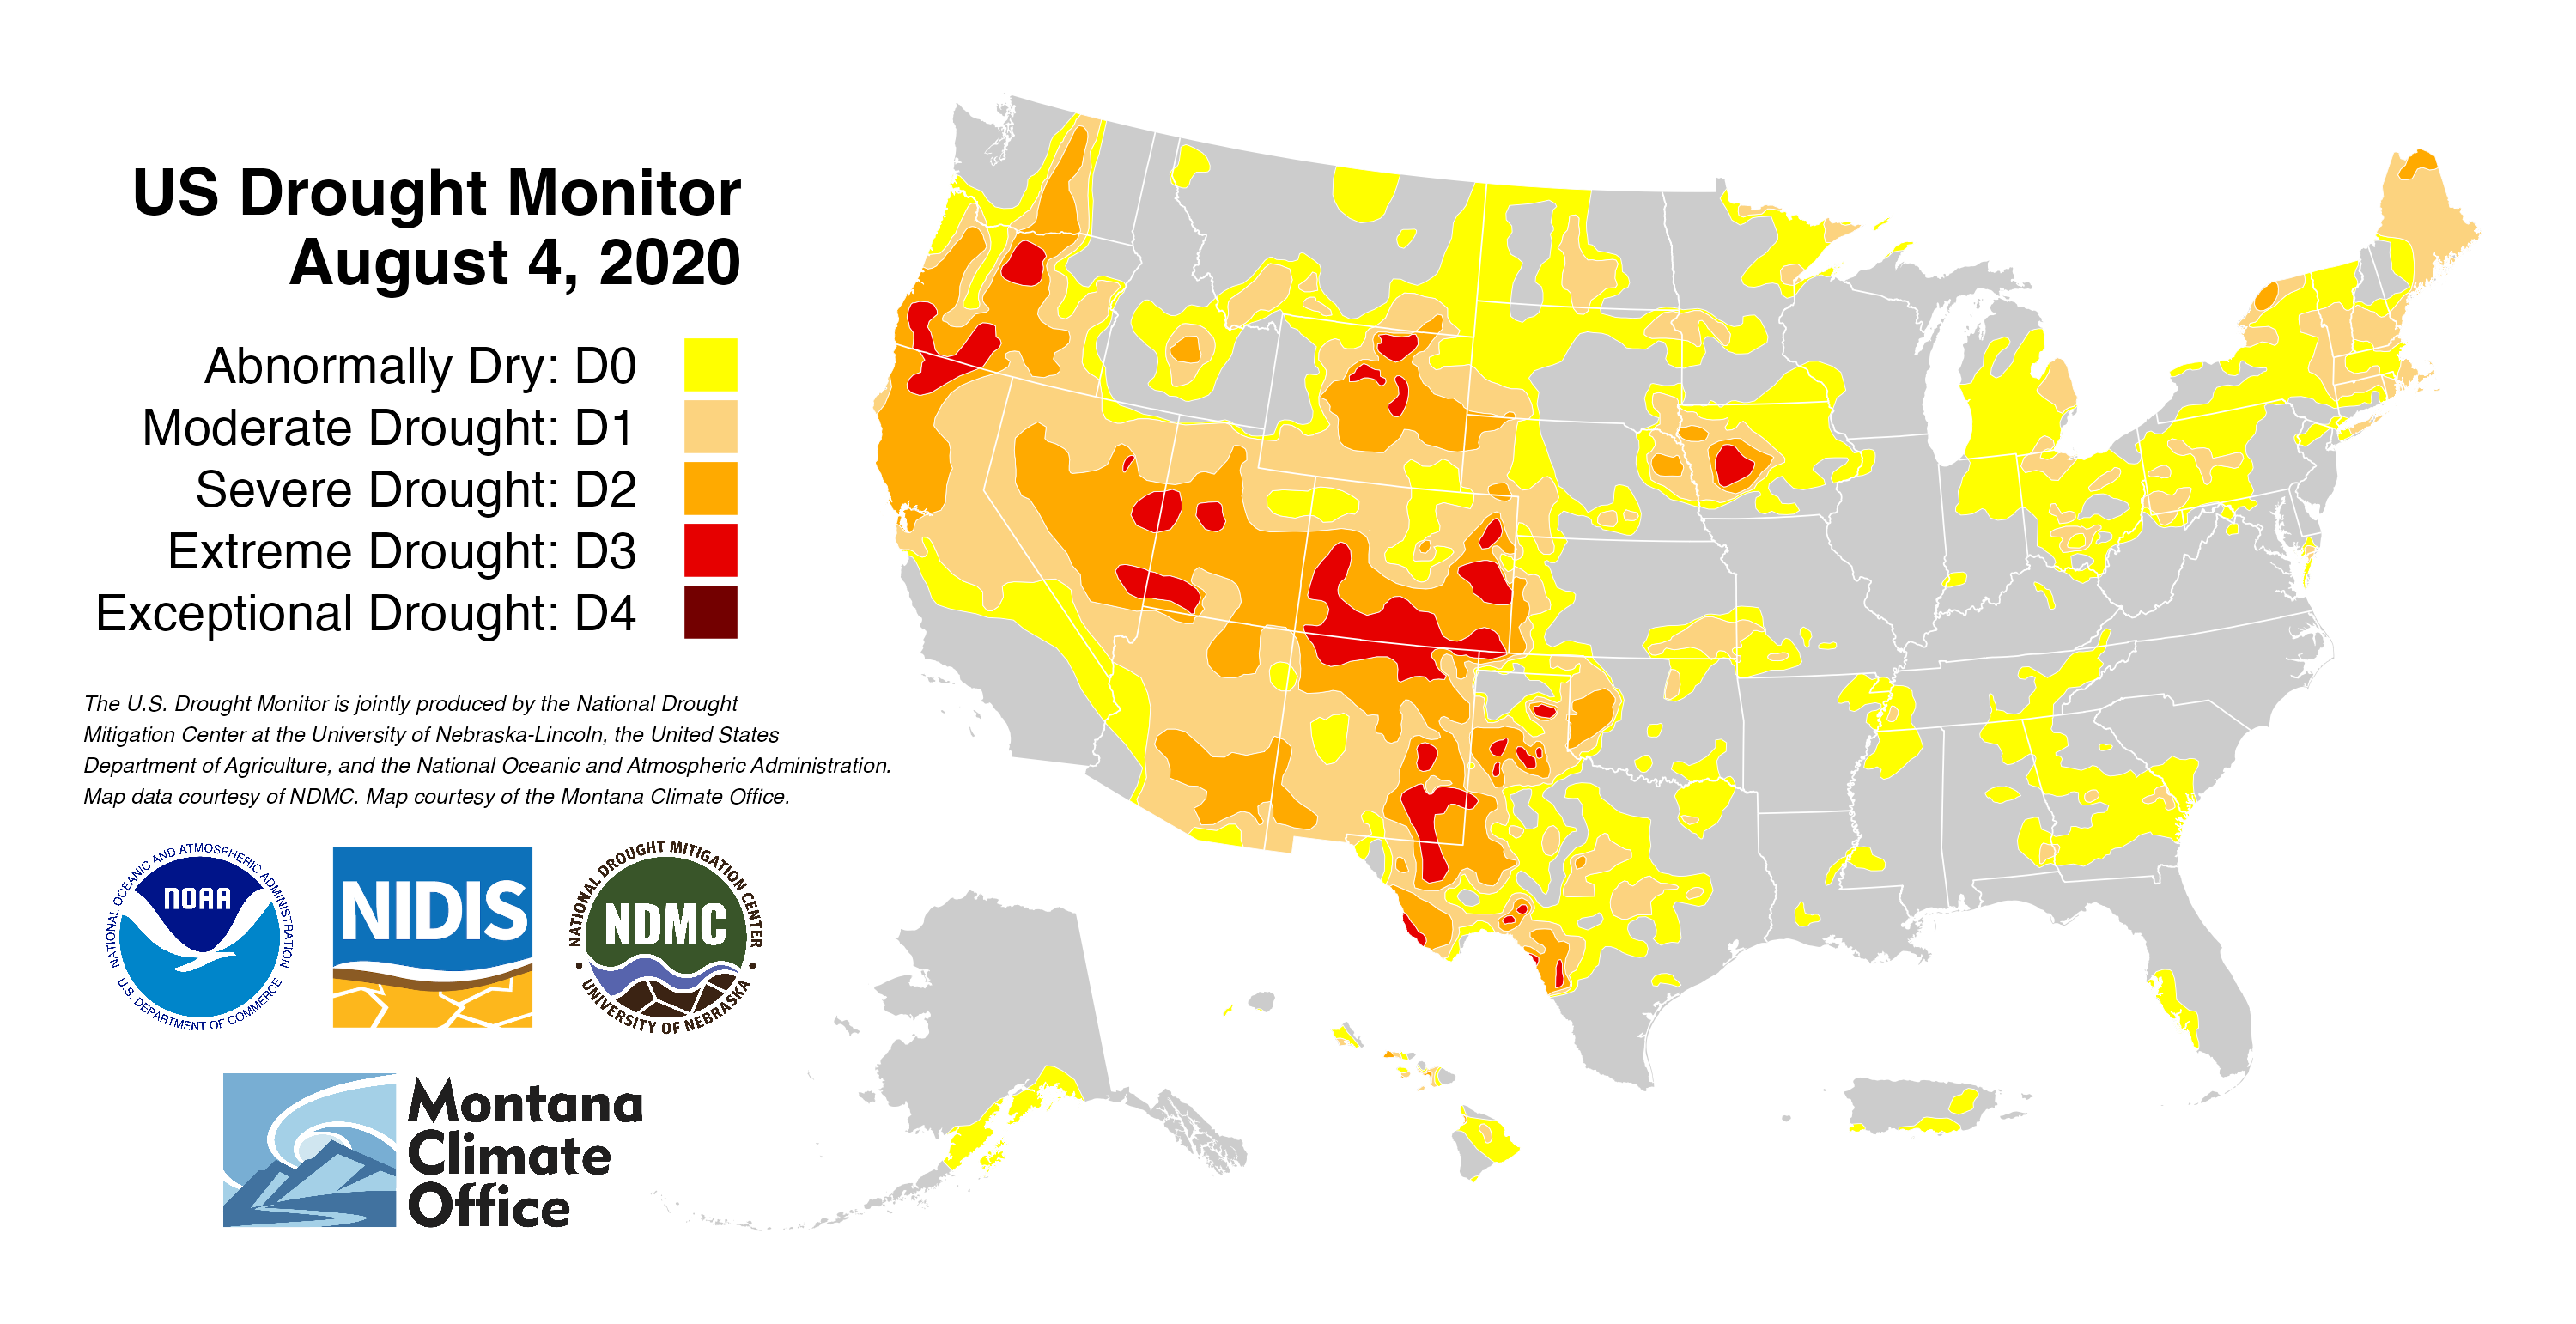 US Drought Monitor
August 4, 2020
Abnormally Dry: D0
Moderate Drought: D1
Severe Drought: D2
Extreme Drought: D3
Exceptional Drought: D4
The U.S. Drought Monitor is jointly produced by the National Drought
Mitigation Center at the University of Nebraska-Lincoln, the United States
Department of Agriculture, and the National Oceanic and Atmospheric Administration.
Map data courtesy of NDMC. Map courtesy of the Montana Climate Office.
NATIONAL OCEANIC AND ATMOSPHERIC ADMINISTRATION
NOAA
U.S. DEPARTMENT OF COMMERCE
NIDIS
NATIONAL DROUGHT MITIGATION CENTER
NDMC
UNIVERSITY OF NEBRASKA
Montana
Climate
Office